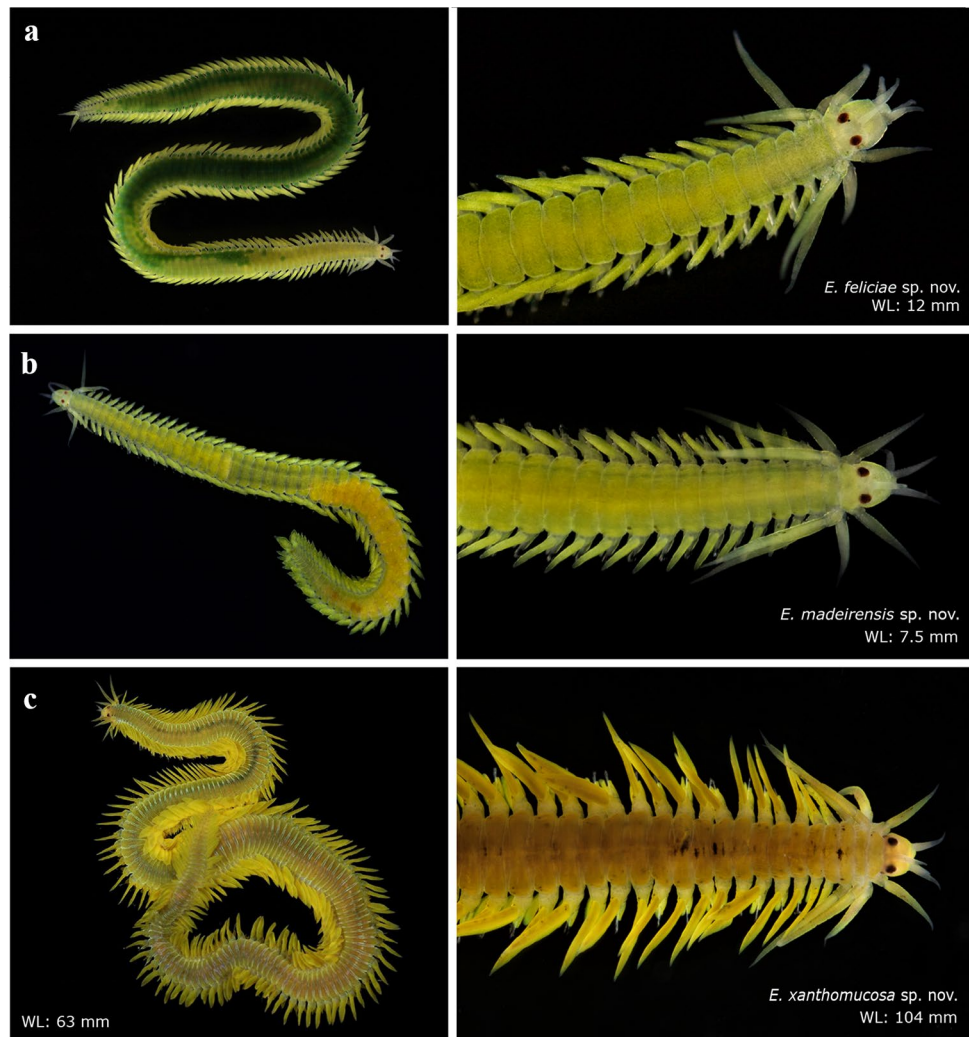 a
E. feliciae sp. nov.
WL: 12 mm
b
E. madeirensis sp. nov.
WL: 7.5 mm
c
WL: 63 mm
E. xanthomucosa sp. nov.
WL: 104 mm